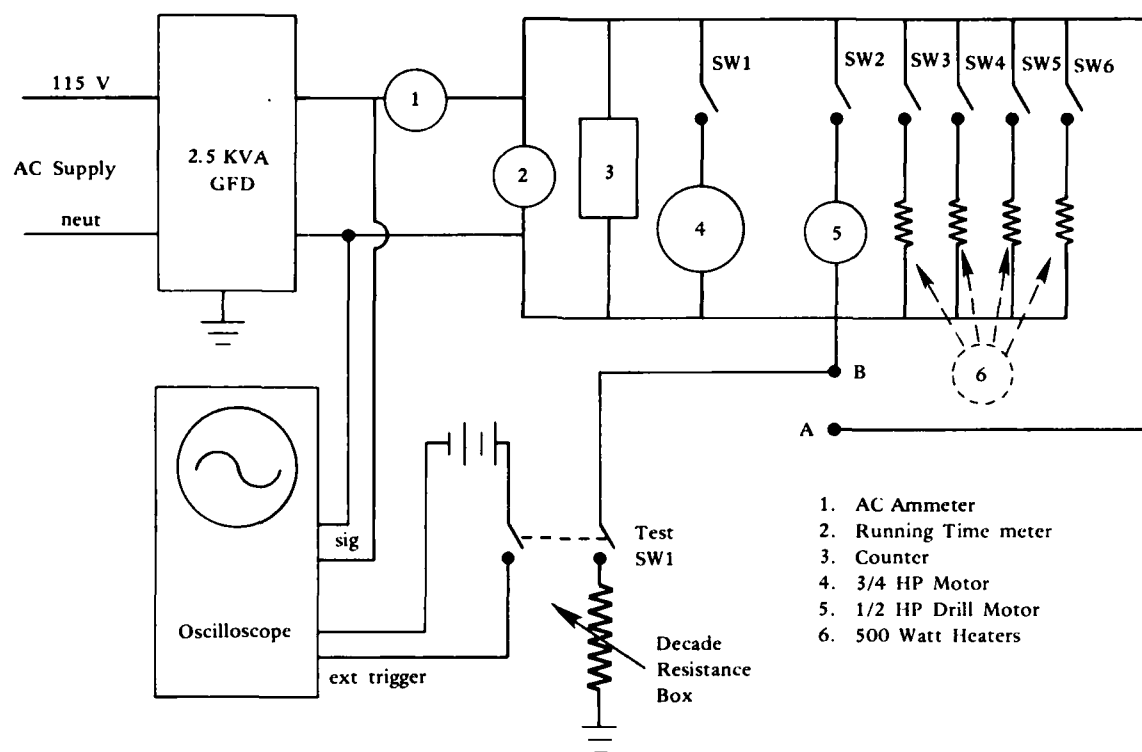 115 V
AC Supply
neut
2.5 KVA
GFD
1
2
3
4
5
SW1
SW2
SW3
SW4
SW5
SW6
6
B
A
sig
Oscilloscope
ext trigger
Test
SW1
Decade
Resistance
Box
1. AC Ammeter
2. Running Time meter
3. Counter
4. 3/4 HP Motor
5. 1/2 HP Drill Motor
6. 500 Watt Heaters